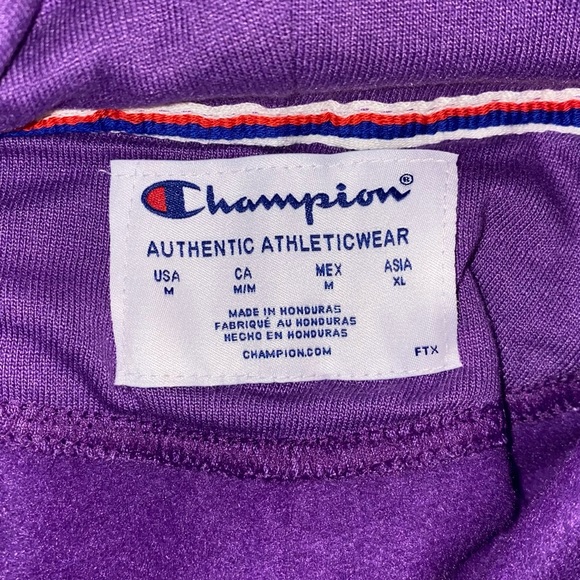 Champion®
AUTHENTIC ATHLETICWEAR
USA CA MEX ASIA
M M/M M XL
MADE IN HONDURAS
FABRIQUÉ AU HONDURAS
HECHO EN HONDURAS
CHAMPION.COM FTX